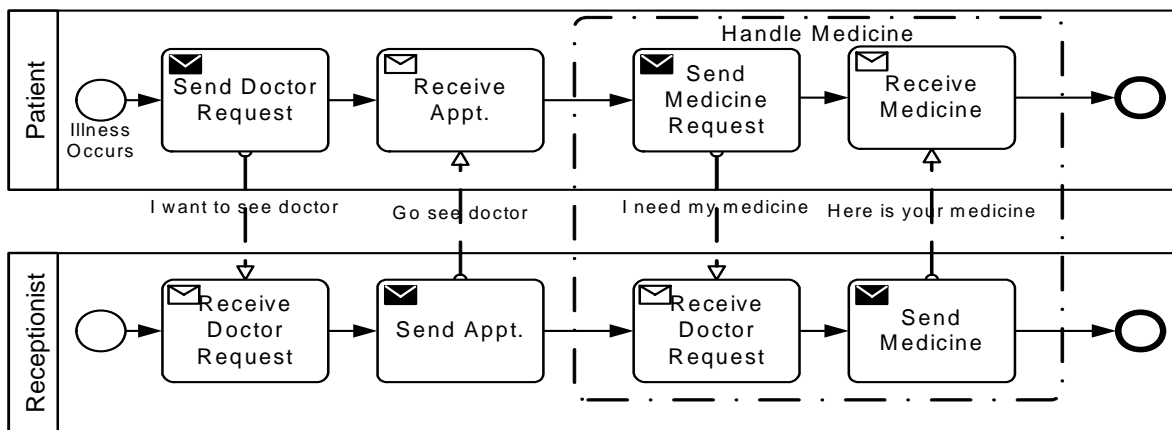 Handle Medicine
Patient
Illness
Occurs
Send Doctor
Request
Receive
Appt.
Send
Medicine
Request
Receive
Medicine
I want to see doctor
Go see doctor
I need my medicine
Here is your medicine
Receptionist
Receive
Doctor
Request
Send Appt.
Receive
Doctor
Request
Send
Medicine